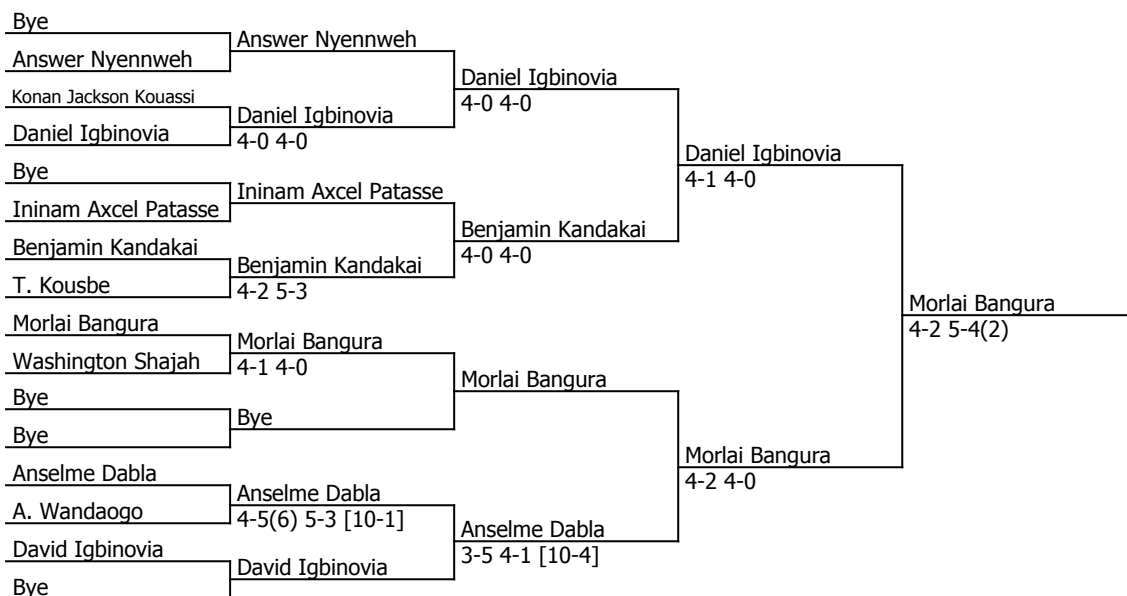 Bye
Answer Nyennweh
Konan Jackson Kouassi
Daniel Igbinovia
Bye
Ininam Axcel Patasse
Benjamin Kandakai
T. Kousbe
Morlai Bangura
Washington Shajah
Bye
Bye
Anselme Dabla
A. Wandaogo
David Igbinovia
Bye
Answer Nyennweh
Daniel Igbinovia
4-0 4-0
Ininam Axcel Patasse
Benjamin Kandakai
4-2 5-3
Morlai Bangura
4-1 4-0
Bye
Anselme Dabla
4-5(6) 5-3 [10-1]
David Igbinovia
Daniel Igbinovia
4-0 4-0
Benjamin Kandakai
4-0 4-0
Morlai Bangura
Anselme Dabla
3-5 4-1 [10-4]
Daniel Igbinovia
4-1 4-0
Morlai Bangura
4-2 4-0
Morlai Bangura
4-2 5-4(2)